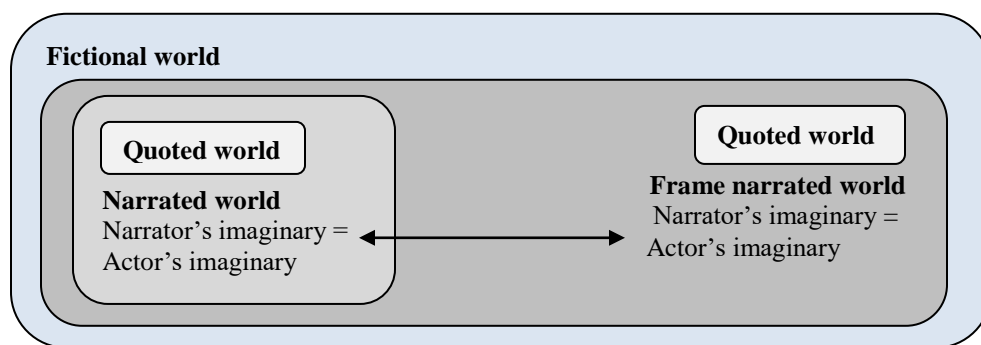 Fictional world
Quoted world
Narrated world
Narrator’s imaginary =
Actor’s imaginary
Quoted world
Frame narrated world
Narrator’s imaginary =
Actor’s imaginary